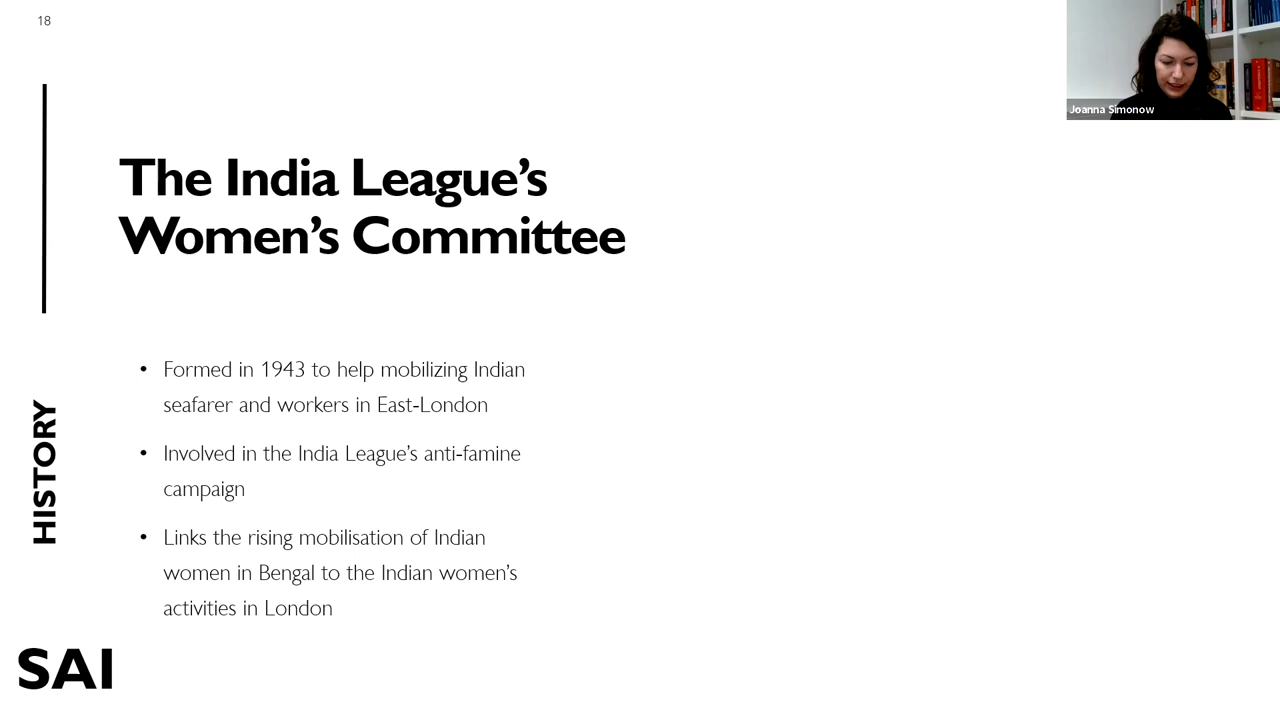 18
Joanna Simonow
The India League’s
Women’s Committee
• Formed in 1943 to help mobilizing Indian
seafarer and workers in East-London
• Involved in the India League’s anti-famine
campaign
• Links the rising mobilisation of Indian
women in Bengal to the Indian women’s
activities in London
HISTORY
SAI